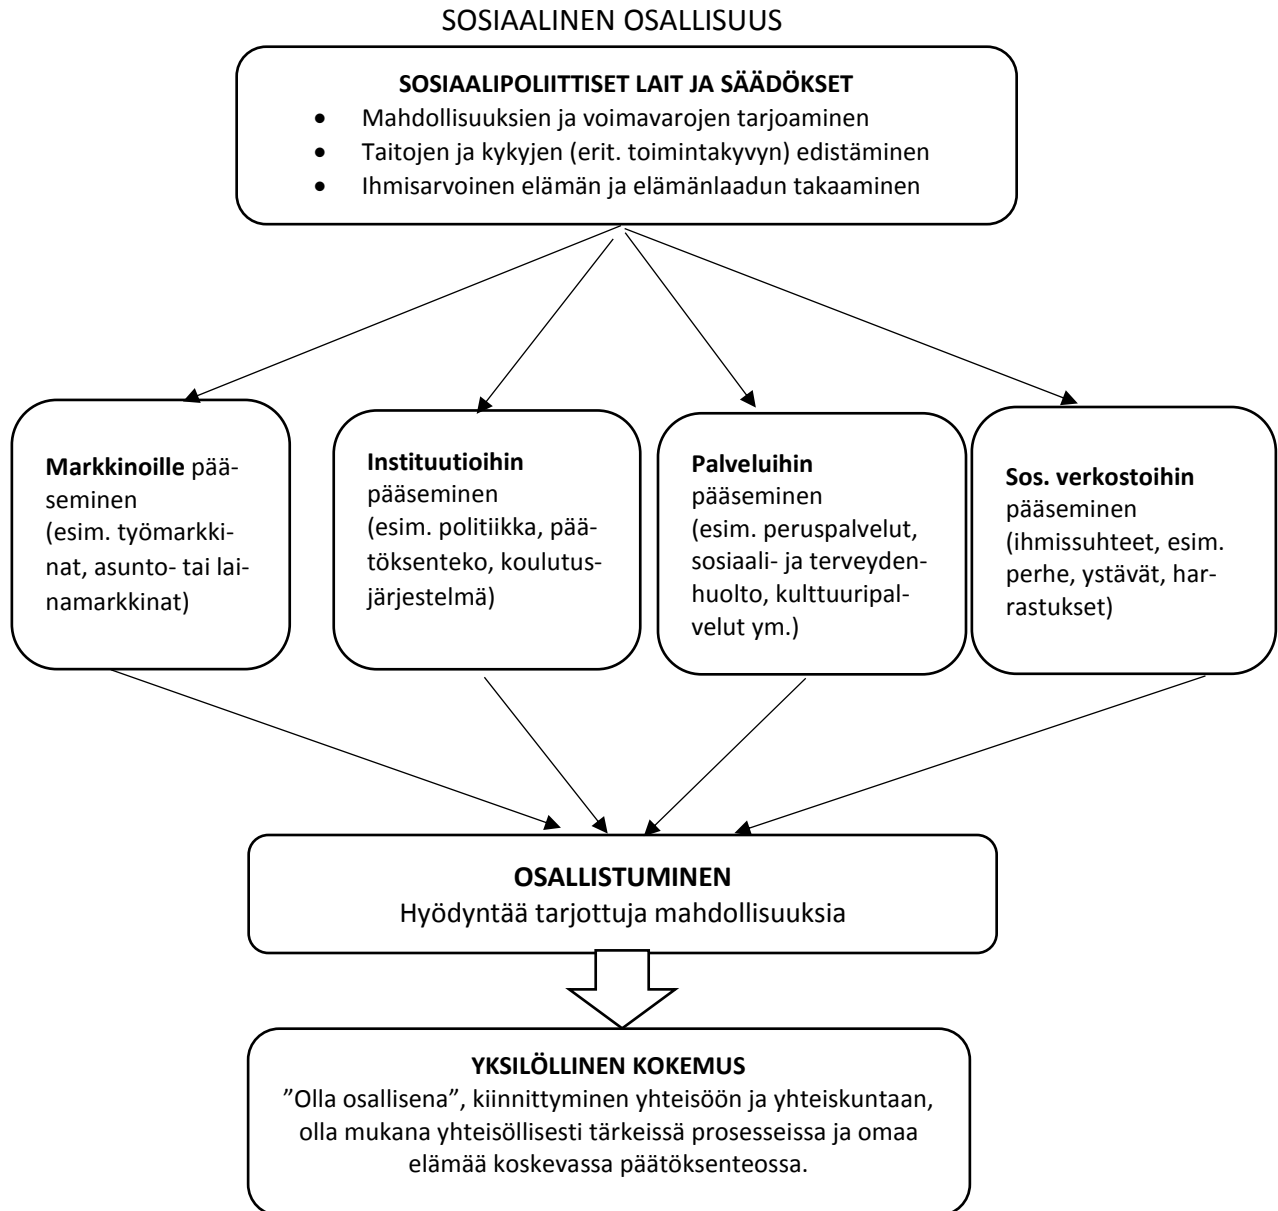 SOSIAALINEN OSALLISUUS
SOSIAALIPOLIITTISET LAIT JA SÄÄDÖKSET
• Mahdollisuuksien ja voimavarojen tarjoaminen
• Taitojen ja kykyjen (erit. toimintakyvyn) edistäminen
• Ihmisarvoinen elämän ja elämänlaadun takaaminen
Markkinoille pää-
seminen
(esim. työmarkki-
nat, asunto- tai lai-
namarkkinat)
Instituutioihin
pääseminen
(esim. politiikka, pää-
töksenteko, koulutus-
järjestelmä)
Palveluihin
pääseminen
(esim. peruspalvelut,
sosiaali- ja terveyden-
huolto, kulttuuripal-
velut ym.)
Sos. verkostoihin
pääseminen
(ihmissuhteet, esim.
perhe, ystävät, har-
rastukset)
OSALLISTUMINEN
Hyödyntää tarjottuja mahdollisuuksia
YKSILÖLLINEN KOKEMUS
”Olla osallisena”, kiinnittyminen yhteisöön ja yhteiskuntaan,
olla mukana yhteisöllisesti tärkeissä prosesseissa ja omaa
elämää koskevassa päätöksenteossa.